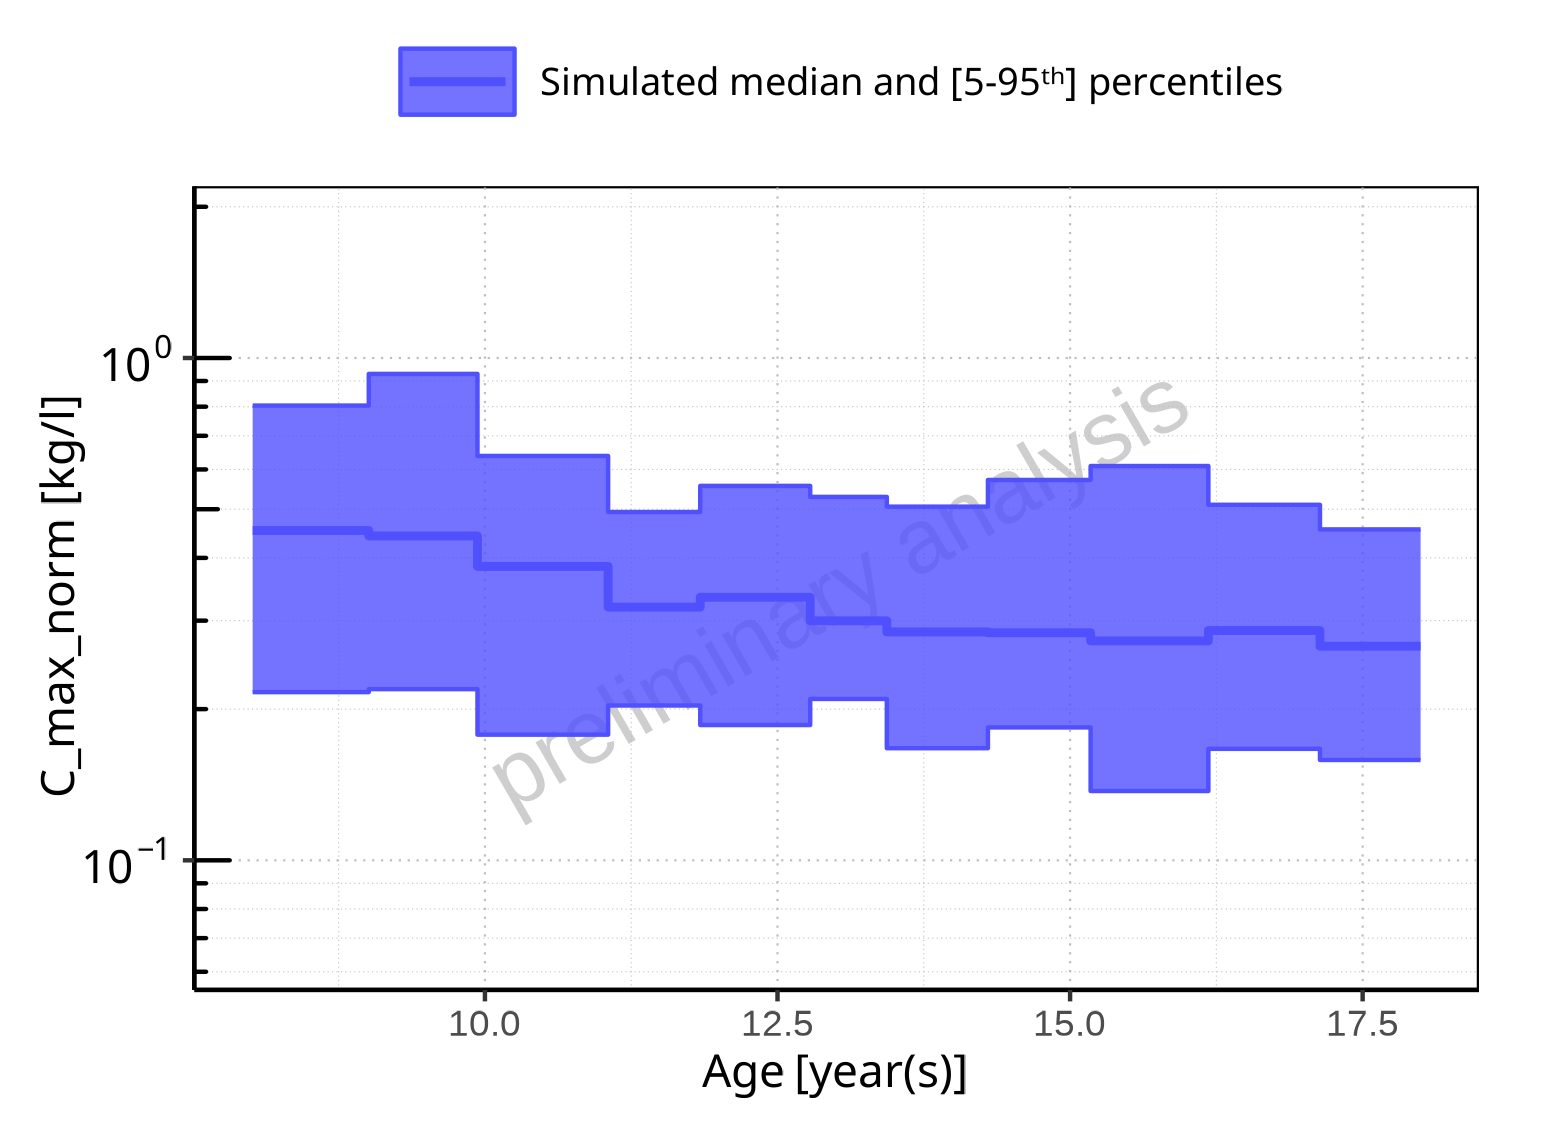 Simulated median and [5-95ᵗʰ] percentiles
C_max_norm [kg/l]
10⁰
10⁻¹
preliminary analysis
10.0 12.5 15.0 17.5
Age [year(s)]